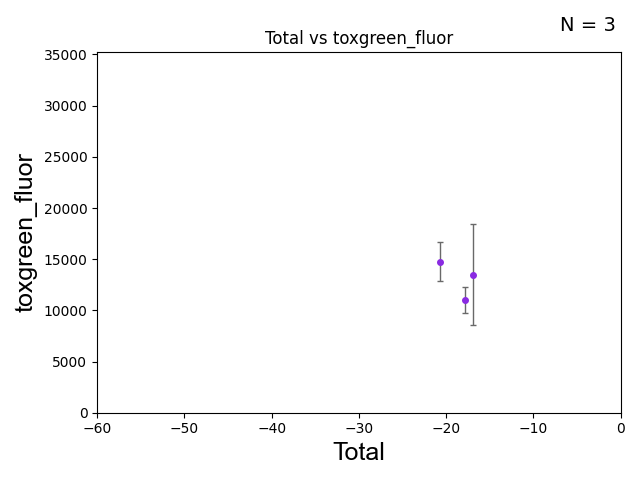 N = 3
Total vs toxgreen_fluor
35000
30000
25000
20000
15000
10000
5000
0
toxgreen_fluor
−60 −50 −40 −30 −20 −10 0
Total